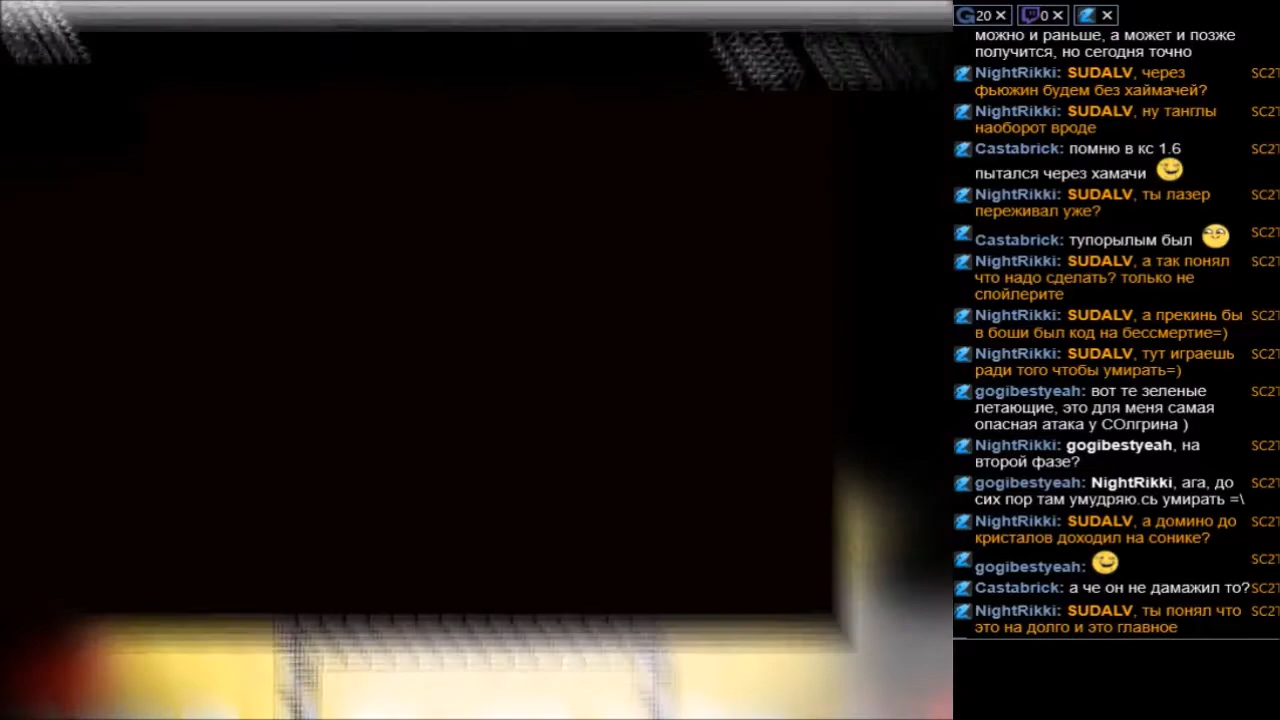 20 ✕ 0 ✕ ✕
можно и раньше, а может и позже
получится, но сегодня точно
NightRikki: SUDALV, через
фьюжин будем без хаймачей?
NightRikki: SUDALV, ну танглы
наоборот вроде
Castabrick: помню в кс 1.6
пытался через хамачи
NightRikki: SUDALV, ты лазер
переживал уже?
Castabrick: тупорылым был
NightRikki: SUDALV, а так понял
что надо сделать? только не
спойлерите
NightRikki: SUDALV, а прекинь бы
в боши был код на бессмертие=)
NightRikki: SUDALV, тут играешь
ради того чтобы умирать=)
gogibestyeah: вот те зеленые
летающие, это для меня самая
опасная атака у СОлгрина )
NightRikki: gogibestyeah, на
второй фазе?
gogibestyeah: NightRikki, ага, до
сих пор там умудряю.сь умирать =\
NightRikki: SUDALV, а домино до
кристалов доходил на сонике?
gogibestyeah:
Castabrick: а че он не дамажил то?
NightRikki: SUDALV, ты понял что
это на долго и это главное